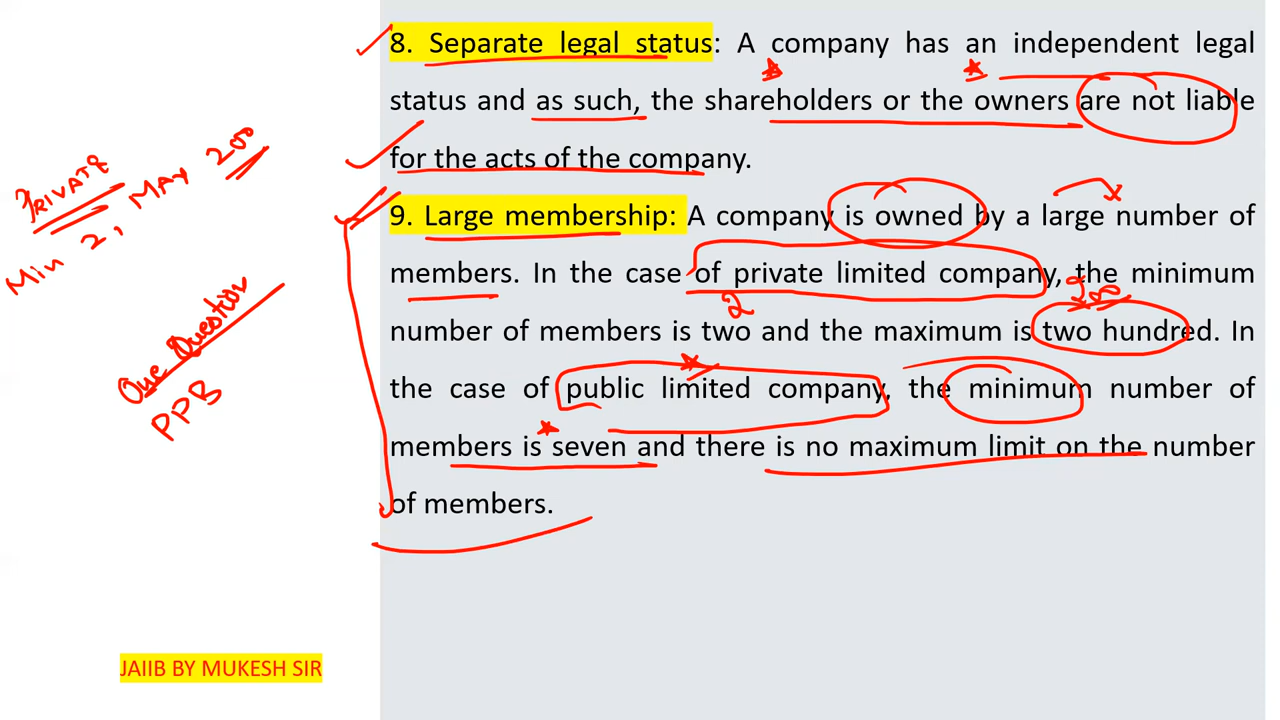 8. Separate legal status: A company has an independent legal
status and as such, the shareholders or the owners are not liable
for the acts of the company.
9. Large membership: A company is owned by a large number of
members. In the case of private limited company, the minimum
200
2
number of members is two and the maximum is two hundred. In
the case of public limited company, the minimum number of
members is seven and there is no maximum limit on the number
of members.
PRIVATE
Min 2, MAX 200
One Question
PPB
JAIIB BY MUKESH SIR